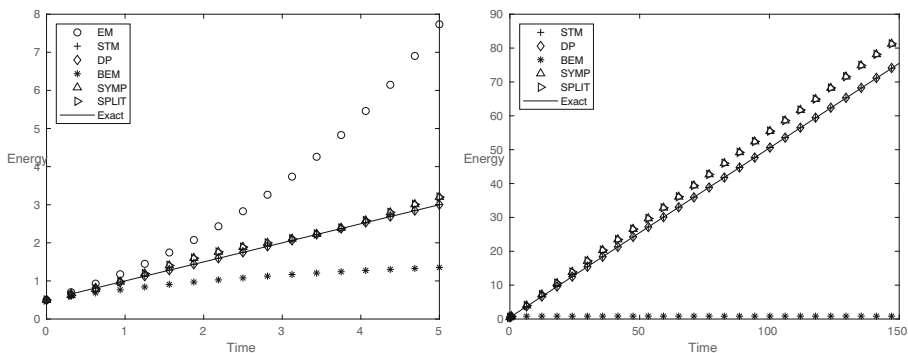 8
7
6
5
4
3
2
1
0
Energy
EM
STM
DP
BEM
SYMP
SPLIT
Exact
0 1 2 3 4 5
Time
90
80
70
60
50
40
30
20
10
0
Energy
STM
DP
BEM
SYMP
SPLIT
Exact
0 50 100 150
Time